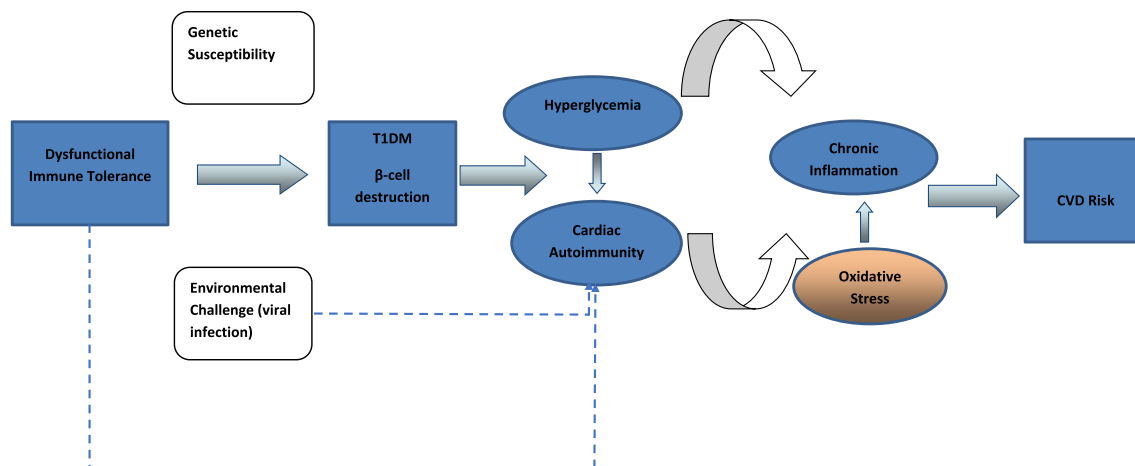 Genetic
Susceptibility
Dysfunctional
Immune Tolerance
T1DM
β-cell
destruction
Hyperglycemia
Cardiac
Autoimmunity
Environmental
Challenge (viral
infection)
Chronic
Inflammation
Oxidative
Stress
CVD Risk